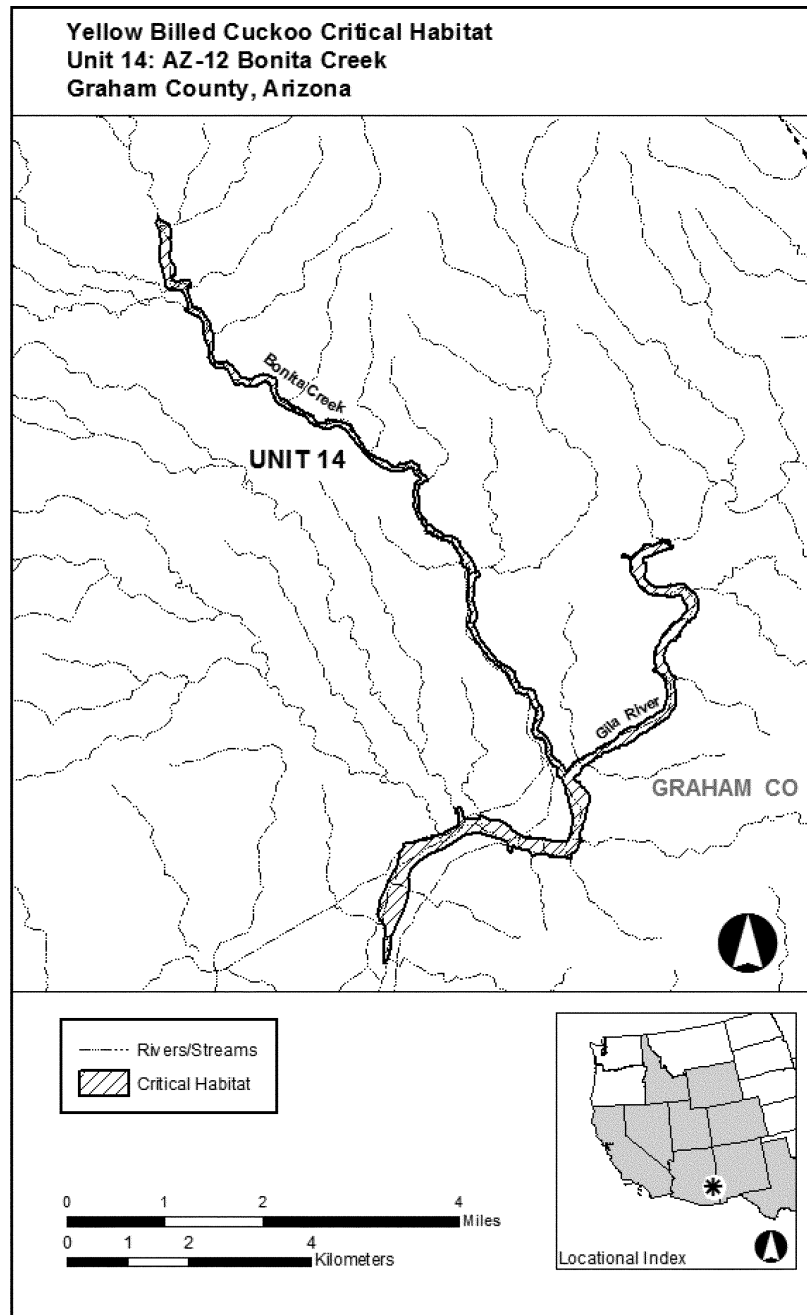 Yellow Billed Cuckoo Critical Habitat
Unit 14: AZ-12 Bonita Creek
Graham County, Arizona
Bonita Creek
UNIT 14
Gila River
GRAHAM CO
Rivers/Streams
Critical Habitat
0 1 2 4
Miles
0 1 2 4
Kilometers
Locational Index